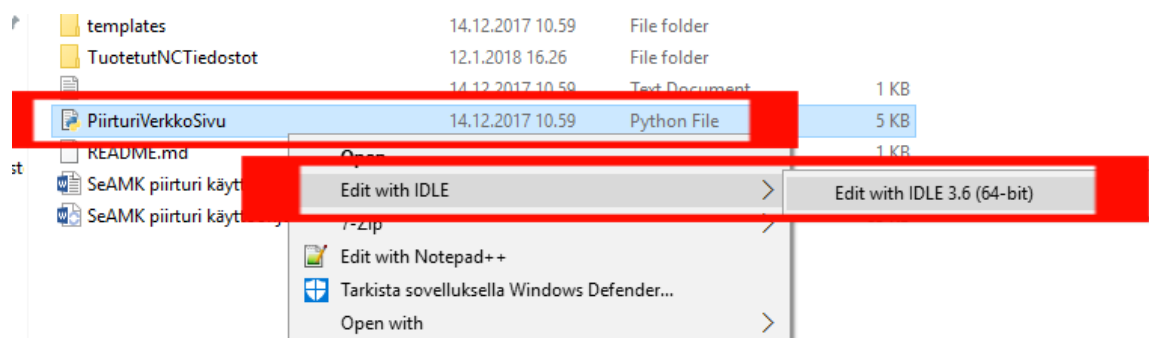 templates 14.12.2017 10.59 File folder
TuotetutNCTiedostot 12.1.2018 16.26 File folder
14.12.2017 10.59 Text Document 1 KB
PiirturiVerkkoSivu 14.12.2017 10.59 Python File 5 KB
README.md 1 KB
st
Open
SeAMK piirturi
Edit with IDLE
Edit with IDLE 3.6 (64-bit)
SeAMK piirturi
7-Zip
Edit with Notepad++
Tarkista sovelluksella Windows Defender...
Open with